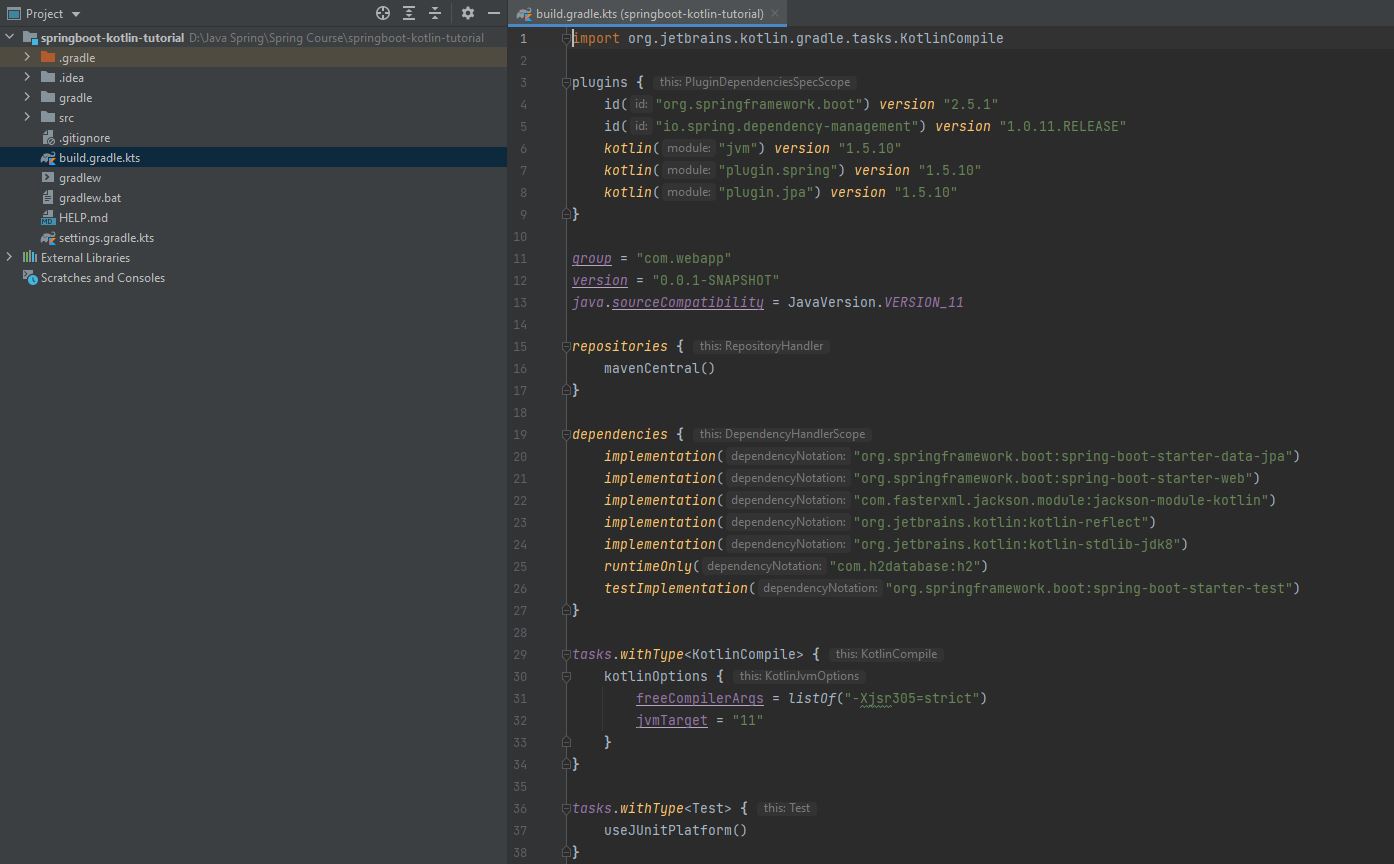 Project
springboot-kotlin-tutorial D:\Java Spring\Spring Course\springboot-kotlin-tutorial
.gradle
.idea
gradle
src
.gitignore
build.gradle.kts
gradlew
gradlew.bat
HELP.md
settings.gradle.kts
External Libraries
Scratches and Consoles
build.gradle.kts (springboot-kotlin-tutorial)
1 import org.jetbrains.kotlin.gradle.tasks.KotlinCompile
2
3 plugins { this: PluginDependenciesSpecScope
4 id( id: "org.springframework.boot") version "2.5.1"
5 id( id: "io.spring.dependency-management") version "1.0.11.RELEASE"
6 kotlin( module: "jvm") version "1.5.10"
7 kotlin( module: "plugin.spring") version "1.5.10"
8 kotlin( module: "plugin.jpa") version "1.5.10"
9 }
10
11 group = "com.webapp"
12 version = "0.0.1-SNAPSHOT"
13 java.sourceCompatibility = JavaVersion.VERSION_11
14
15 repositories { this: RepositoryHandler
16 mavenCentral()
17 }
18
19 dependencies { this: DependencyHandlerScope
20 implementation( dependencyNotation: "org.springframework.boot:spring-boot-starter-data-jpa")
21 implementation( dependencyNotation: "org.springframework.boot:spring-boot-starter-web")
22 implementation( dependencyNotation: "com.fasterxml.jackson.module:jackson-module-kotlin")
23 implementation( dependencyNotation: "org.jetbrains.kotlin:kotlin-reflect")
24 implementation( dependencyNotation: "org.jetbrains.kotlin:kotlin-stdlib-jdk8")
25 runtimeOnly( dependencyNotation: "com.h2database:h2")
26 testImplementation( dependencyNotation: "org.springframework.boot:spring-boot-starter-test")
27 }
28
29 tasks.withType<KotlinCompile> { this: KotlinCompile
30 kotlinOptions { this: KotlinJvmOptions
31 freeCompilerArgs = listOf("-Xjsr305=strict")
32 jvmTarget = "11"
33 }
34 }
35
36 tasks.withType<Test> { this: Test
37 useJUnitPlatform()
38 }